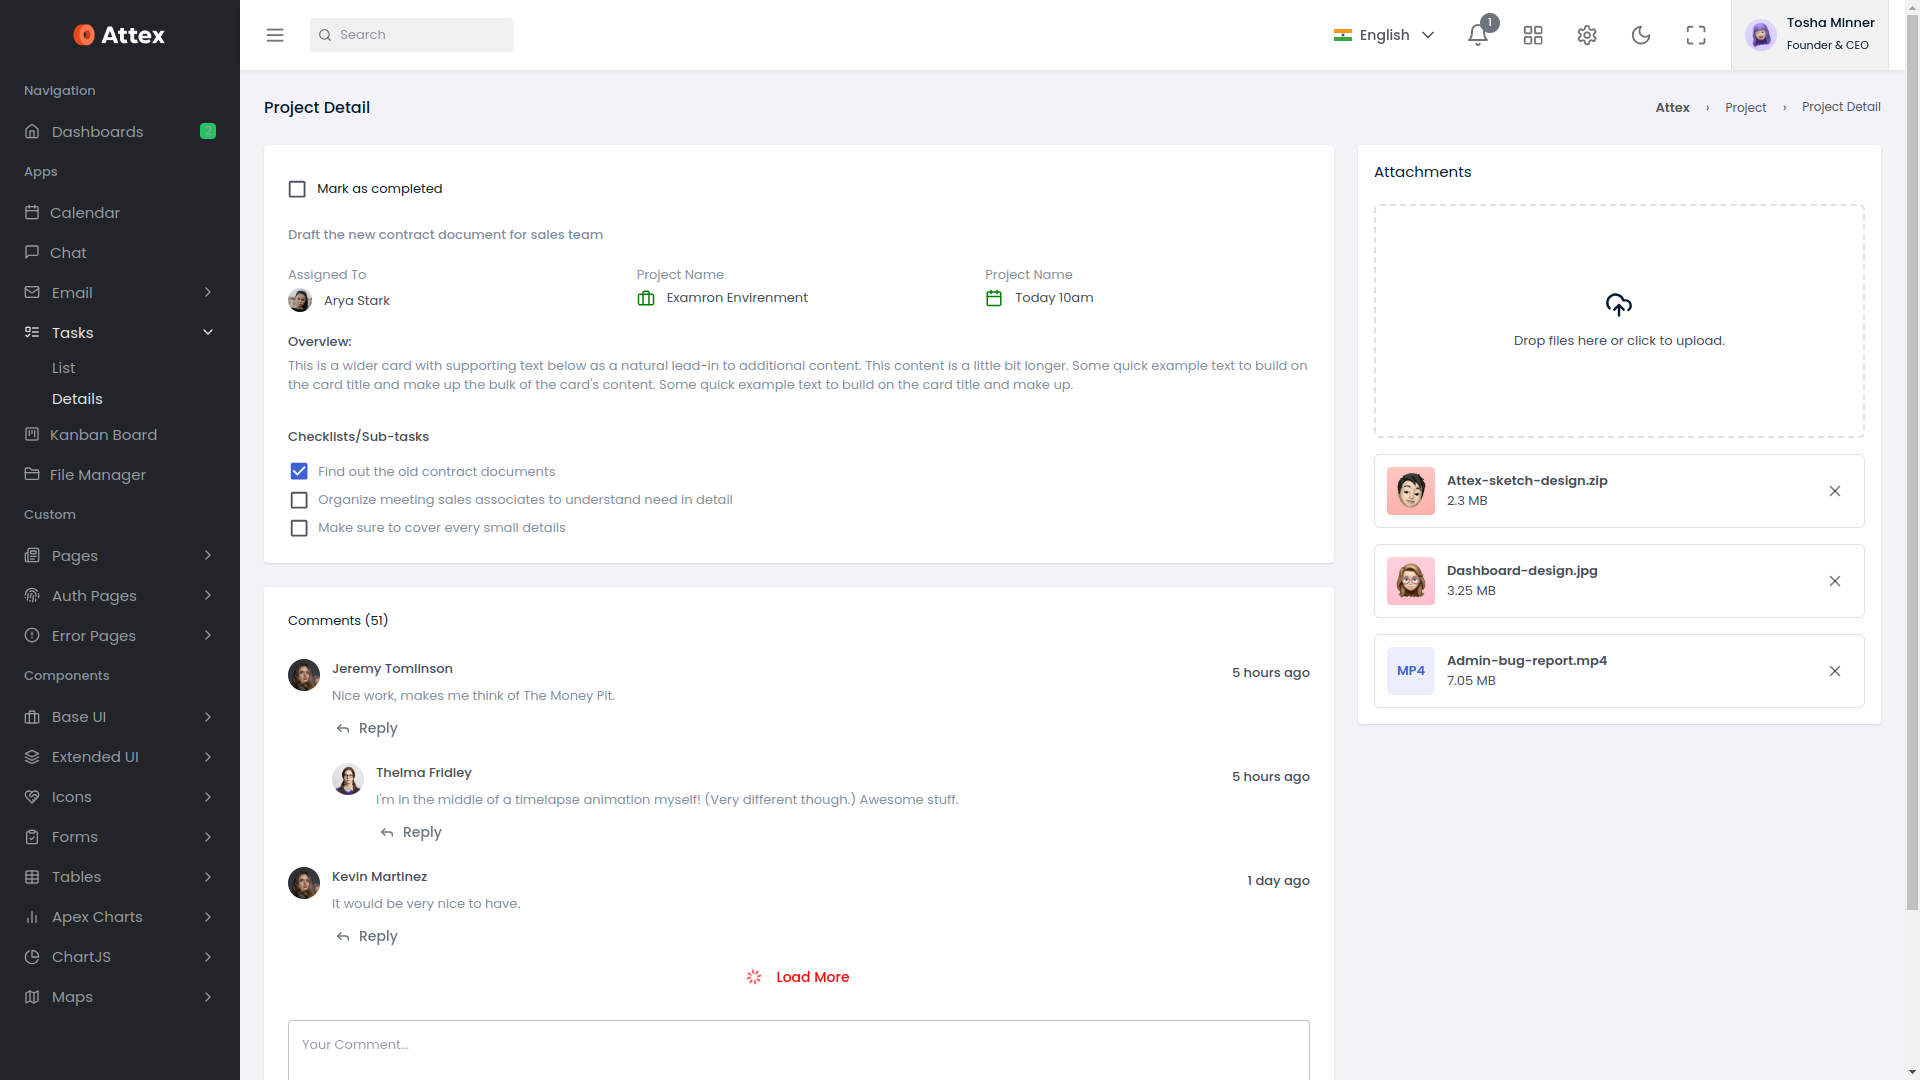 Attex
Search
English
1
Tosha Minner
Founder & CEO
Navigation
Dashboards
2
Apps
Calendar
Chat
Email
Tasks
List
Details
Kanban Board
File Manager
Custom
Pages
Auth Pages
Error Pages
Components
Base UI
Extended UI
Icons
Forms
Tables
Apex Charts
ChartJS
Maps
Project Detail
Attex › Project › Project Detail
Mark as completed
Draft the new contract document for sales team
Assigned To
Arya Stark
Project Name
Examron Envirenment
Project Name
Today 10am
Overview:
This is a wider card with supporting text below as a natural lead-in to additional content. This content is a little bit longer. Some quick example text to build on
the card title and make up the bulk of the card's content. Some quick example text to build on the card title and make up.
Checklists/Sub-tasks
Find out the old contract documents
Organize meeting sales associates to understand need in detail
Make sure to cover every small details
Comments (51)
Jeremy Tomlinson
5 hours ago
Nice work, makes me think of The Money Pit.
Reply
Thelma Fridley
5 hours ago
I'm in the middle of a timelapse animation myself! (Very different though.) Awesome stuff.
Reply
Kevin Martinez
1 day ago
It would be very nice to have.
Reply
Load More
Your Comment...
Attachments
Drop files here or click to upload.
Attex-sketch-design.zip
2.3 MB
Dashboard-design.jpg
3.25 MB
MP4
Admin-bug-report.mp4
7.05 MB